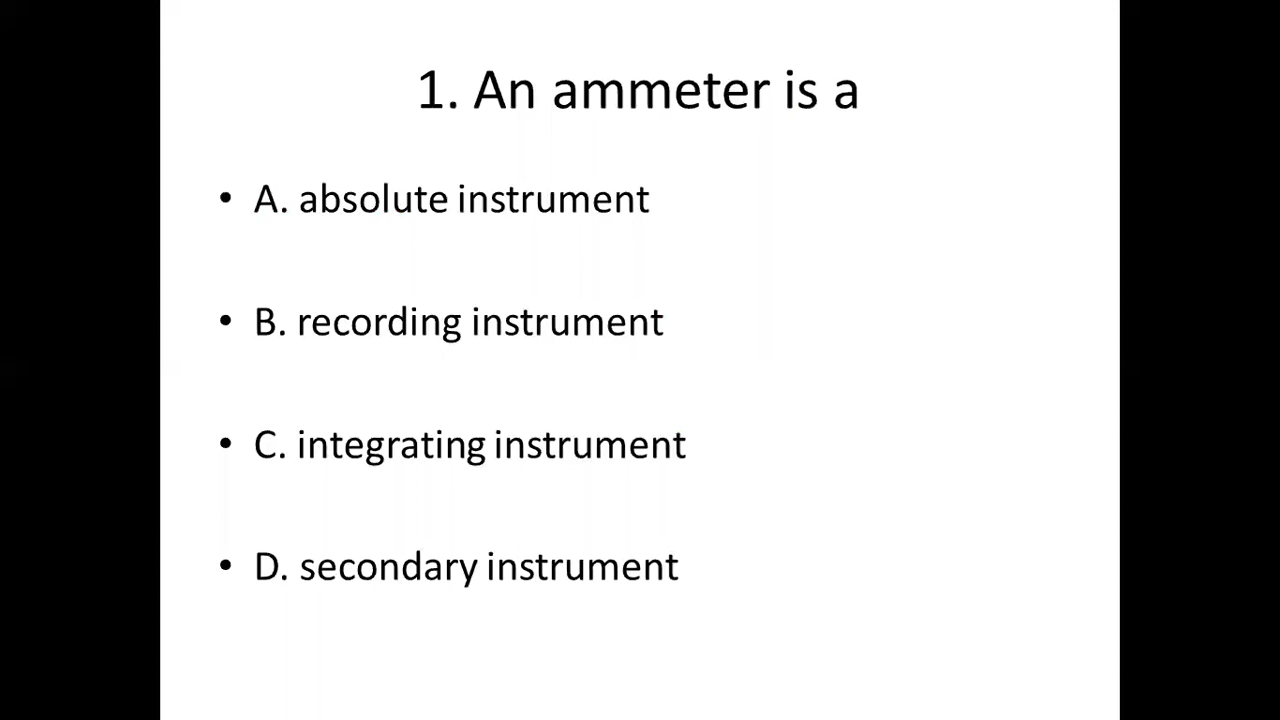 1. An ammeter is a
• A. absolute instrument
• B. recording instrument
• C. integrating instrument
• D. secondary instrument